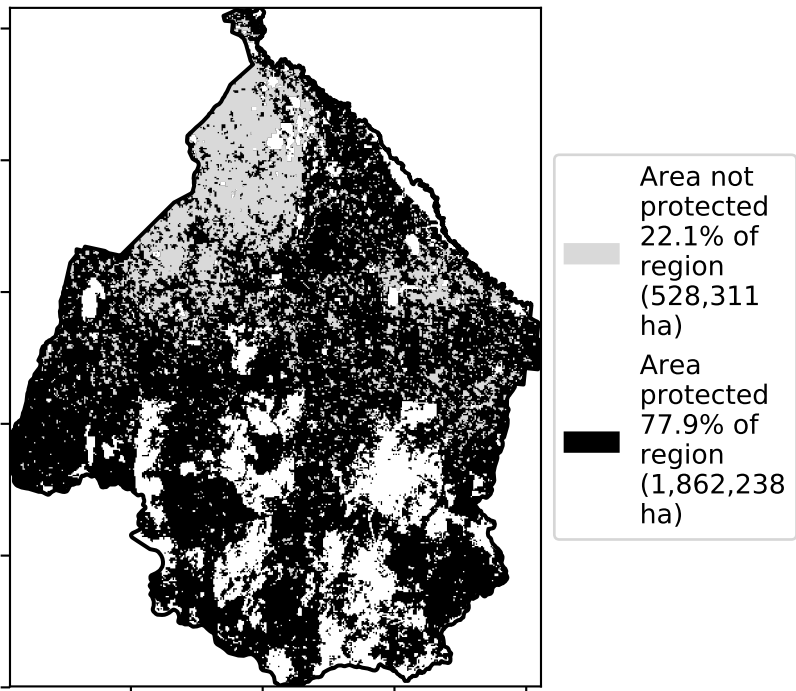 Area not
protected
22.1% of
region
(528,311
ha)
Area
protected
77.9% of
region
(1,862,238
ha)